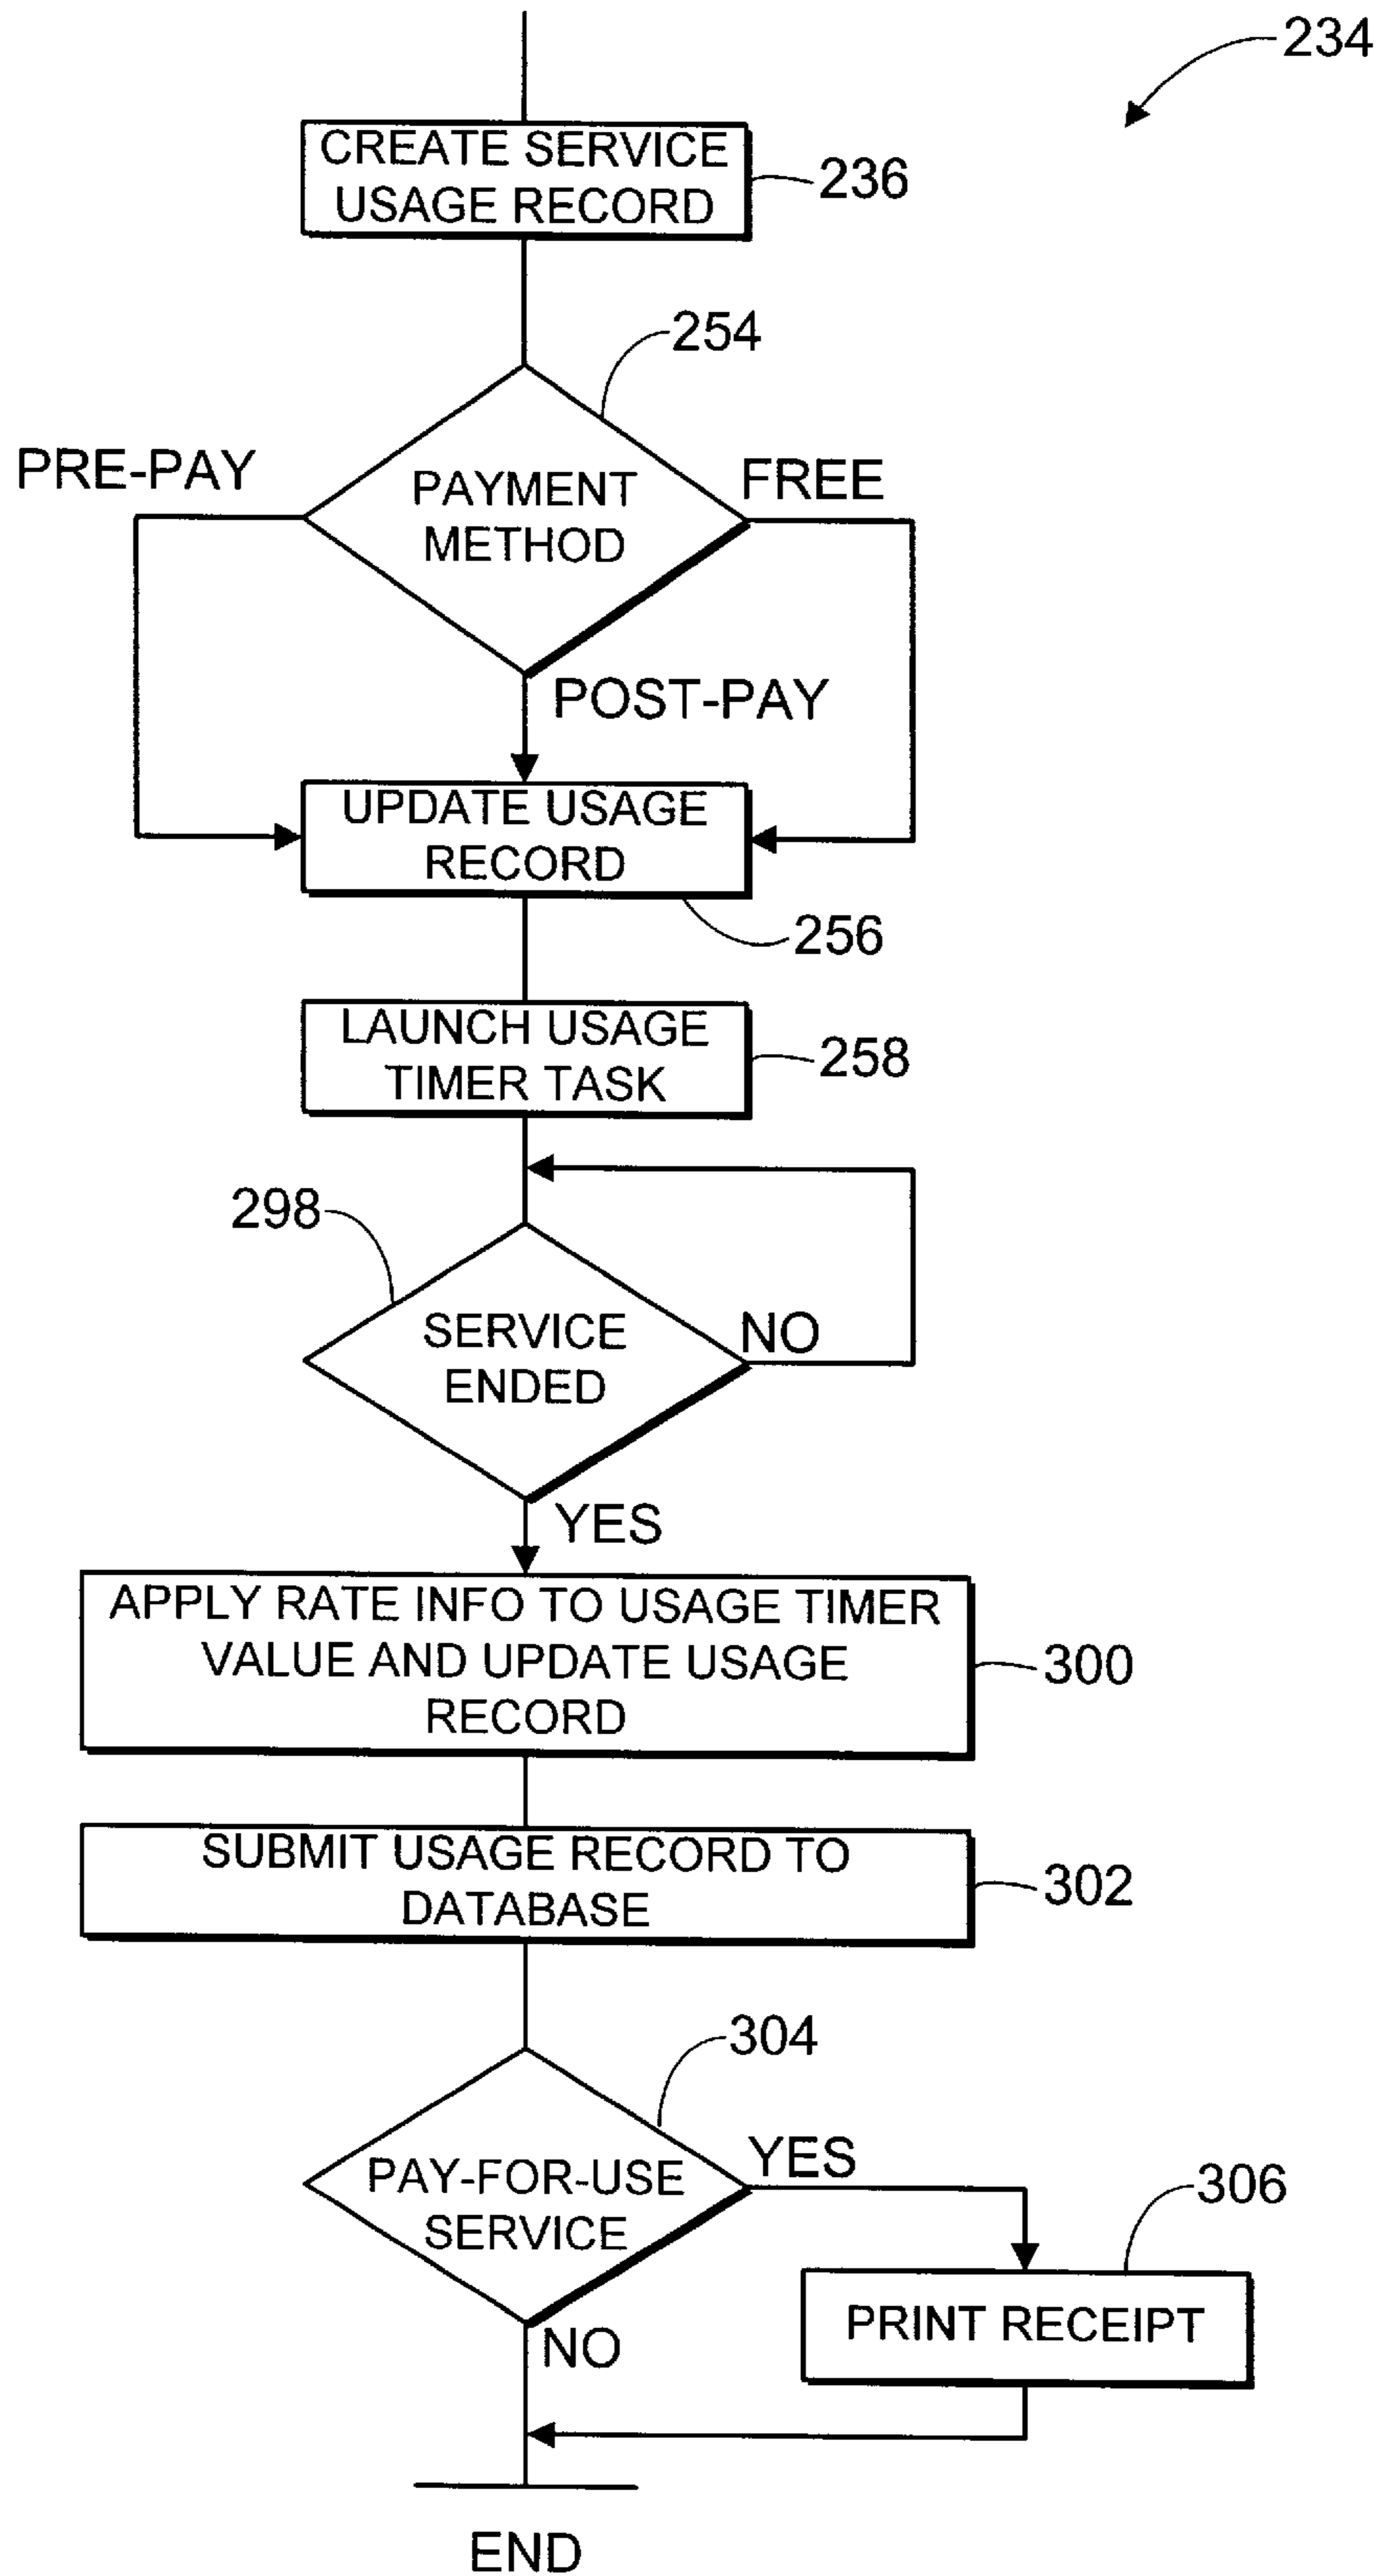 234
CREATE SERVICE
USAGE RECORD
236
254
PRE-PAY
PAYMENT
METHOD
FREE
POST-PAY
UPDATE USAGE
RECORD
256
LAUNCH USAGE
TIMER TASK
258
298
SERVICE
ENDED
NO
YES
APPLY RATE INFO TO USAGE TIMER
VALUE AND UPDATE USAGE
RECORD
300
SUBMIT USAGE RECORD TO
DATABASE
302
304
PAY-FOR-USE
SERVICE
YES
306
PRINT RECEIPT
NO
END